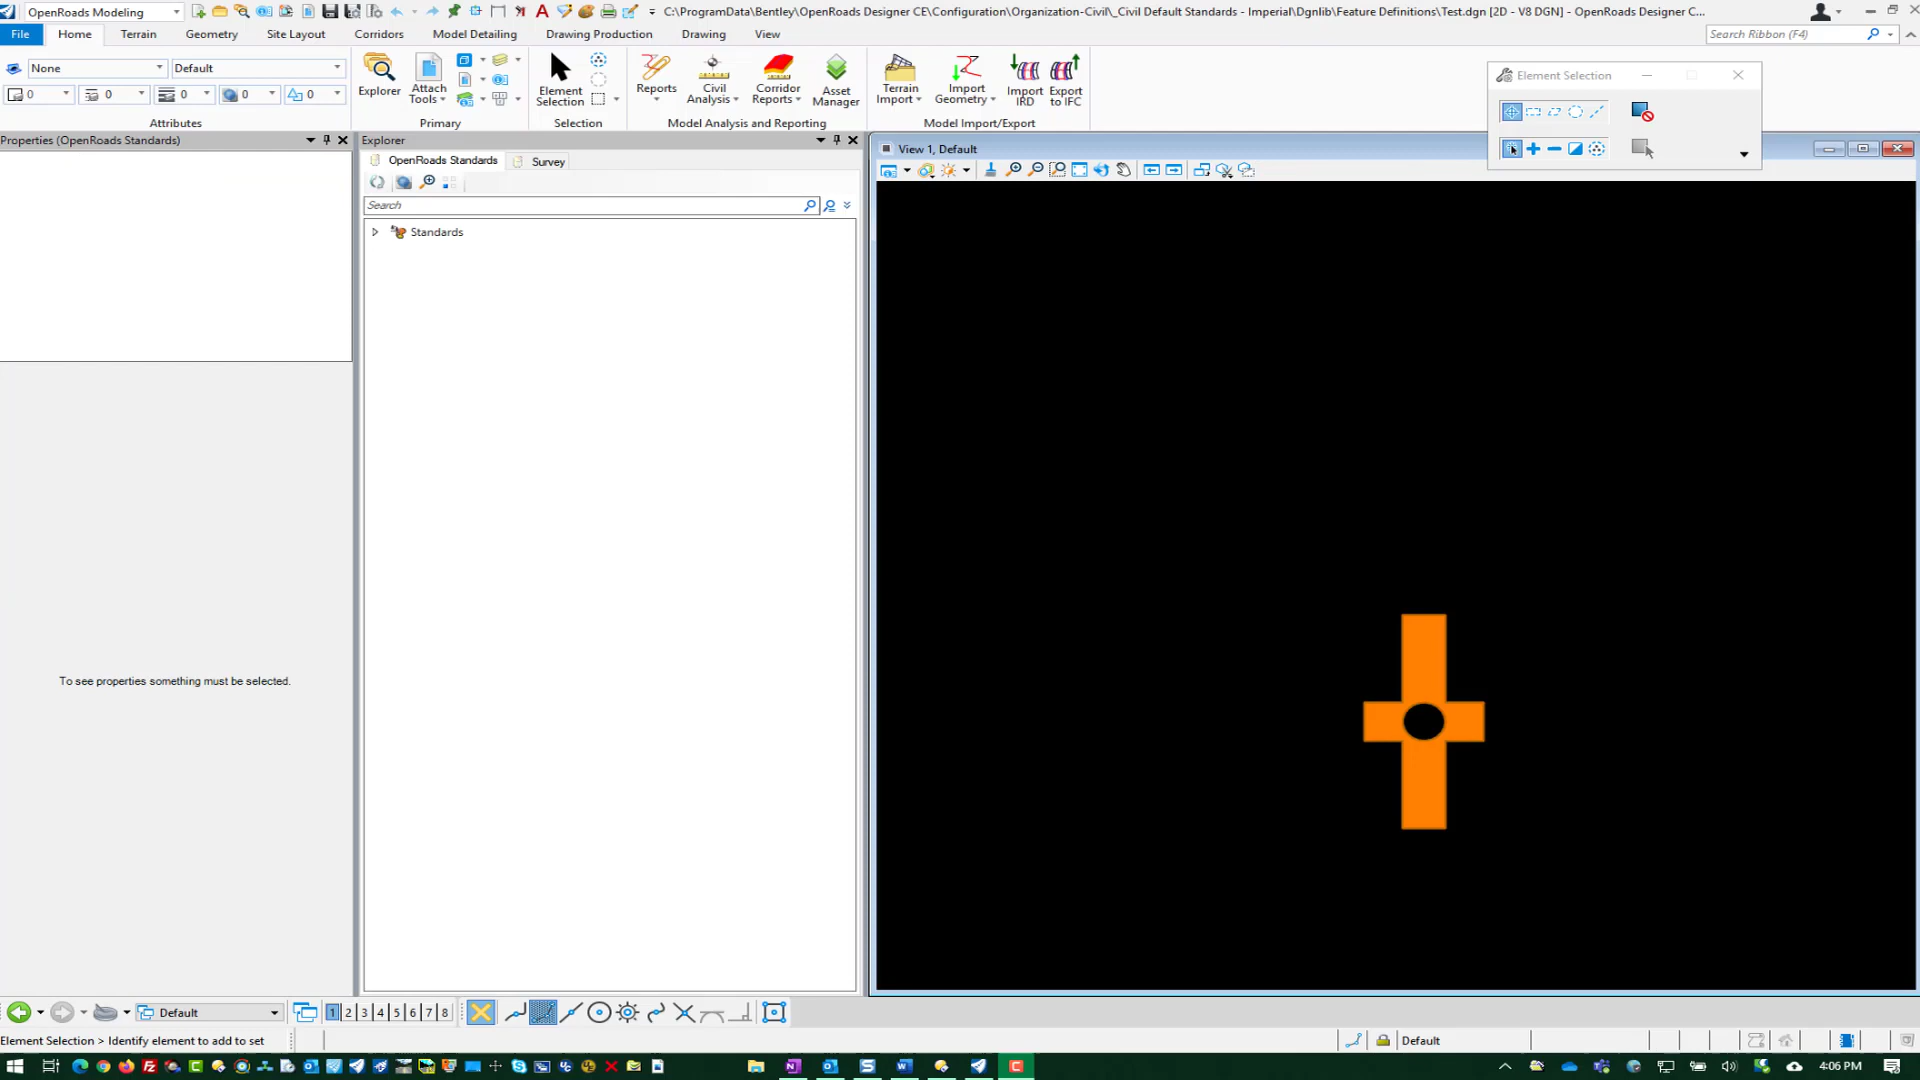 OpenRoads Modeling
C:\ProgramData\Bentley\OpenRoads Designer CE\Configuration\Organization-Civil\_Civil Default Standards - Imperial\Dgnlib\Feature Definitions\Test.dgn [2D - V8 DGN] - OpenRoads Designer C...
File Home Terrain Geometry Site Layout Corridors Model Detailing Drawing Production Drawing View
Search Ribbon (F4)
None Default
0 0 0 0 0
Attributes
Explorer
Attach Tools
Primary
Element Selection
Selection
Reports
Civil Analysis
Corridor Reports
Asset Manager
Model Analysis and Reporting
Terrain Import
Import Geometry
Import IRD
Export to IFC
Model Import/Export
Element Selection
Properties (OpenRoads Standards)
To see properties something must be selected.
Explorer
OpenRoads Standards Survey
Search
Standards
View 1, Default
Default
1 2 3 4 5 6 7 8
Element Selection > Identify element to add to set
Default
4:06 PM